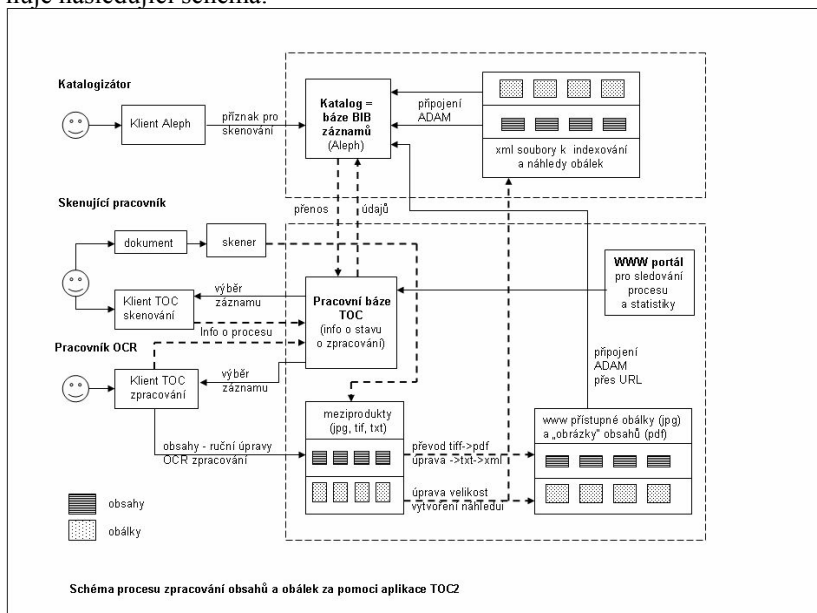 nuje následující schéma:
Katalogizátor
Klient Aleph
příznak pro
skenování
Katalog =
báze BIB
záznamů
(Aleph)
připojení
ADAM
xml soubory k indexování
a náhledy obálek
přenos
údajů
Skenující pracovník
dokument
skener
Klient TOC
skenování
výběr
záznamu
Info o procesu
Pracovní báze
TOC
(info o stavu
o zpracování)
WWW portál
pro sledování
procesu
a statistiky
Pracovník OCR
Klient TOC
zpracování
výběr
záznamu
připojení
ADAM
přes URL
obsahy - ruční úpravy
OCR zpracování
meziprodukty
(jpg, tif, txt)
převod tiff->pdf
úprava ->txt->xml
úprava velikost
vytvoření náhledui
www přístupné obálky (jpg)
a „obrázky" obsahů (pdf)
obsahy
obálky
Schéma procesu zpracování obsahů a obálek za pomoci aplikace TOC2